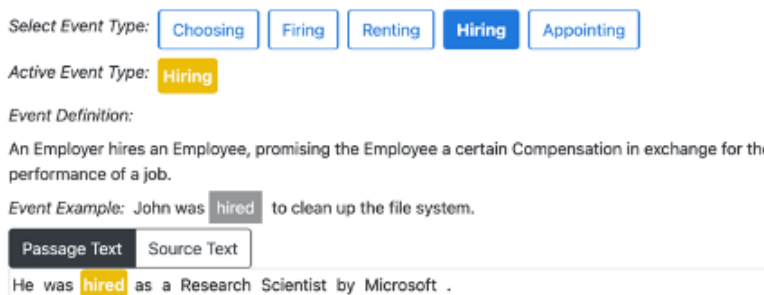 Select Event Type: Choosing Firing Renting Hiring Appointing
Active Event Type: Hiring
Event Definition:
An Employer hires an Employee, promising the Employee a certain Compensation in exchange for the
performance of a job.
Event Example: John was hired to clean up the file system.
Passage Text Source Text
He was hired as a Research Scientist by Microsoft .